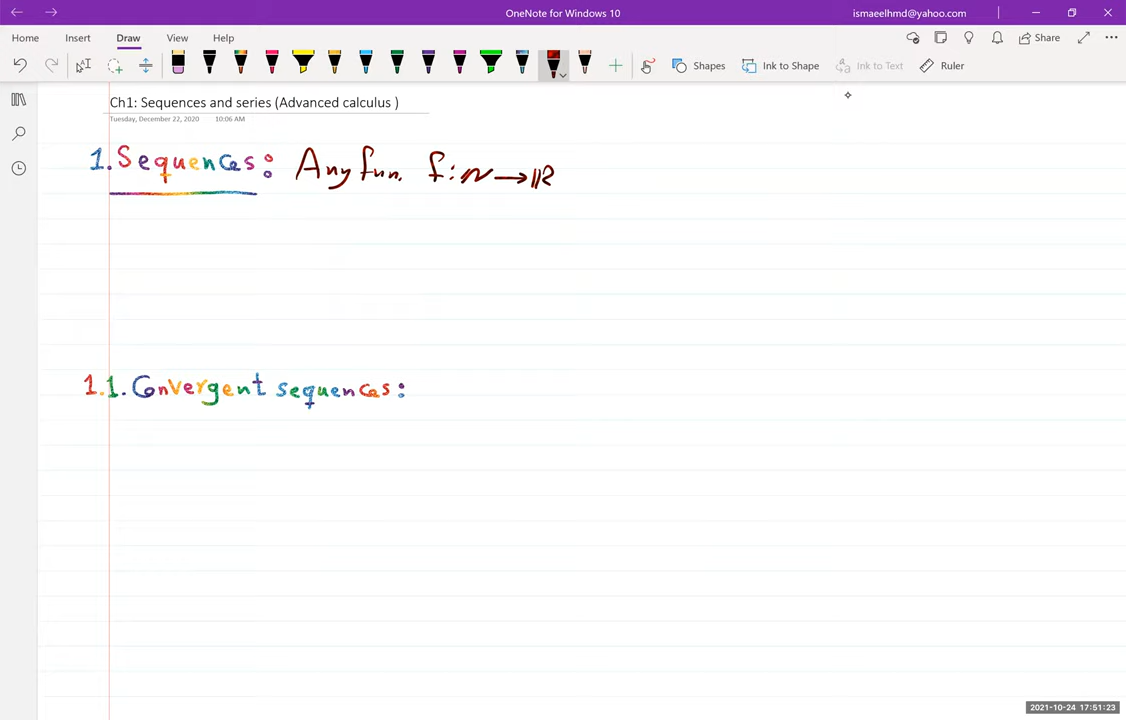 OneNote for Windows 10
ismaeelhmd@yahoo.com
Home Insert Draw View Help
Share
Shapes Ink to Shape Ink to Text Ruler
Ch1: Sequences and series (Advanced calculus )
Tuesday, December 22, 2020 10:06 AM
1. Sequences: Any fun. f: N → IR
1.1. Convergent sequences:
2021-10-24 17:51:23